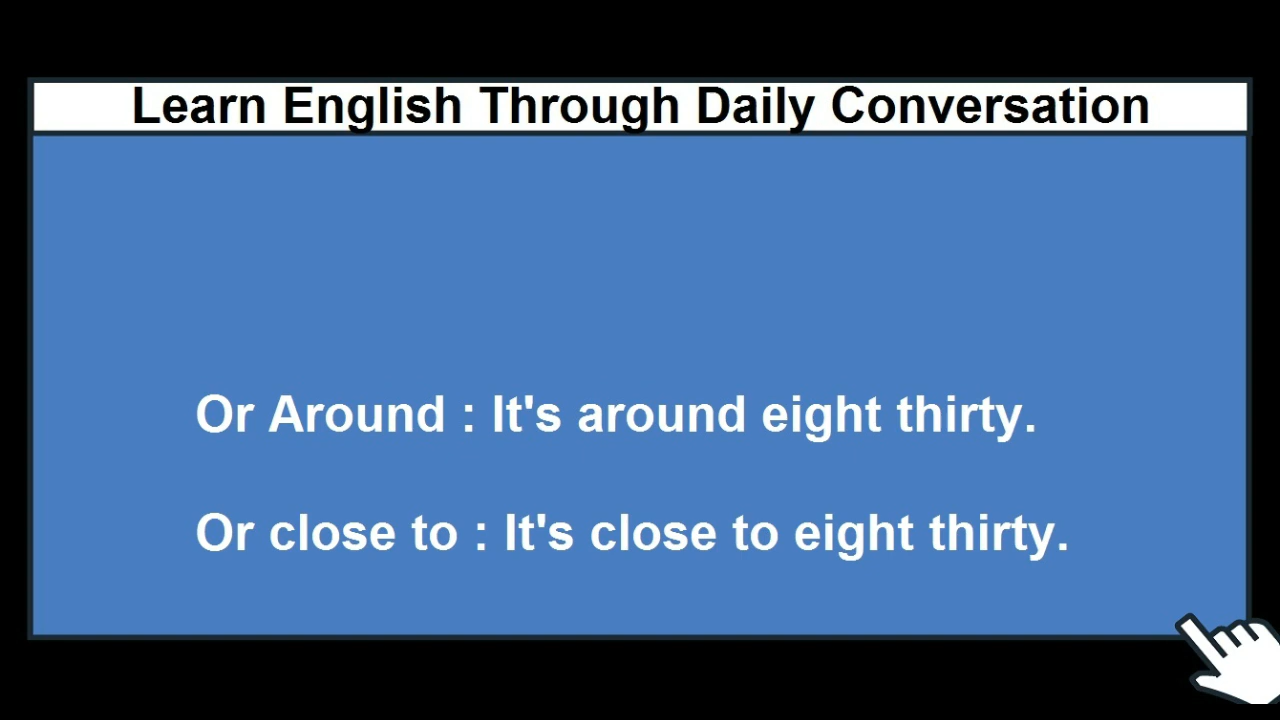 Learn English Through Daily Conversation
Or Around : It's around eight thirty.
Or close to : It's close to eight thirty.